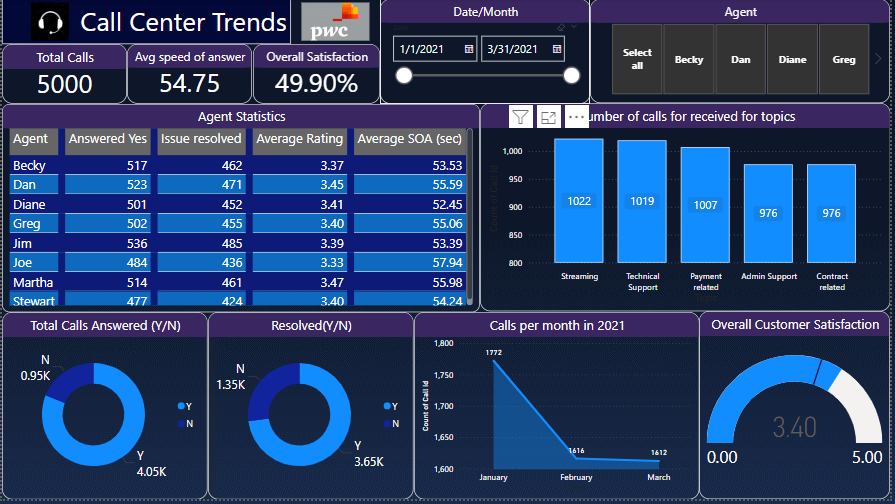 Call Center Trends
pwc
Date/Month
1/1/2021 3/31/2021
Agent
Select all Becky Dan Diane Greg
Total Calls
5000
Avg speed of answer
54.75
Overall Satisfaction
49.90%
Agent Statistics
Agent Answered Yes Issue resolved Average Rating Average SOA (sec)
Becky 517 462 3.37 53.53
Dan 523 471 3.45 55.59
Diane 501 452 3.41 52.45
Greg 502 455 3.40 55.06
Jim 536 485 3.39 53.39
Joe 484 436 3.33 57.94
Martha 514 461 3.47 55.98
Stewart 477 424 3.40 54.24
umber of calls for received for topics
Count of Call Id
1,000
950
900
850
800
1022 1019 1007 976 976
Streaming
Technical Support
Payment related
Admin Support
Contract related
Total Calls Answered (Y/N)
N
0.95K
Y
4.05K
Y
N
Resolved(Y/N)
N
1.35K
Y
3.65K
Y
N
Calls per month in 2021
Count of Call Id
1,800
1,750
1,700
1,650
1,600
1772
1616
1612
January February March
Overall Customer Satisfaction
3.40
0.00 5.00